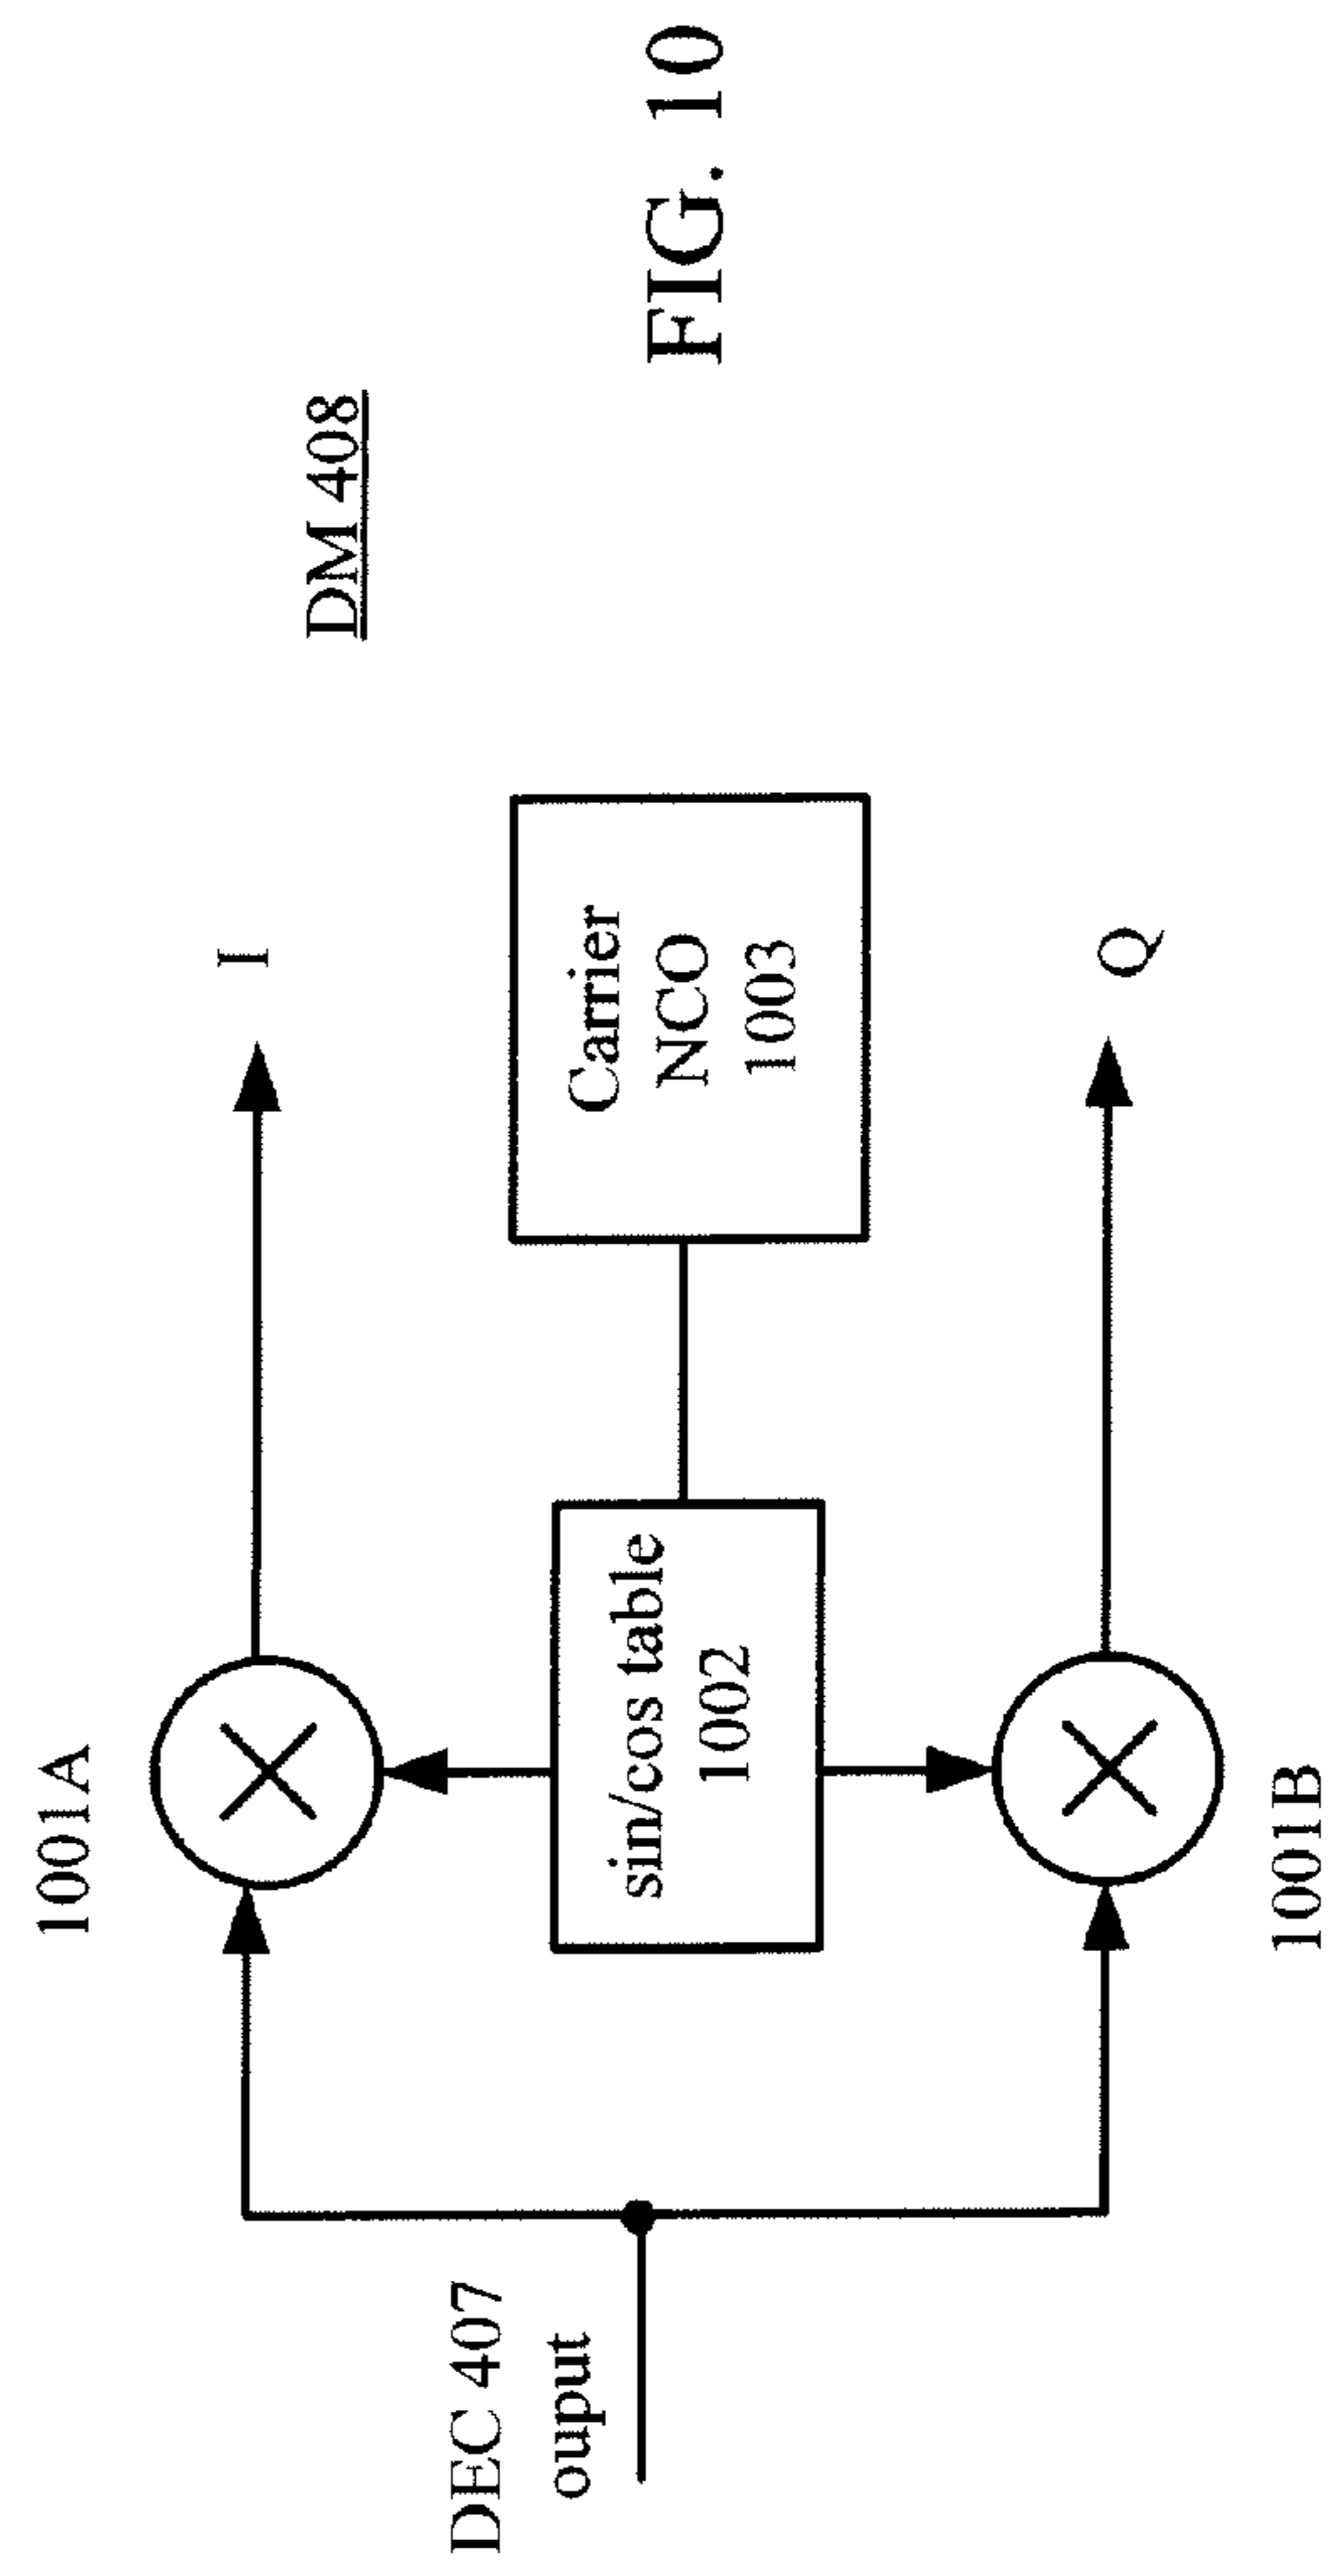 1001A
I
DM 408
DEC 407
ouput
sin/cos table
1002
Carrier
NCO
1003
FIG. 10
Q
1001B